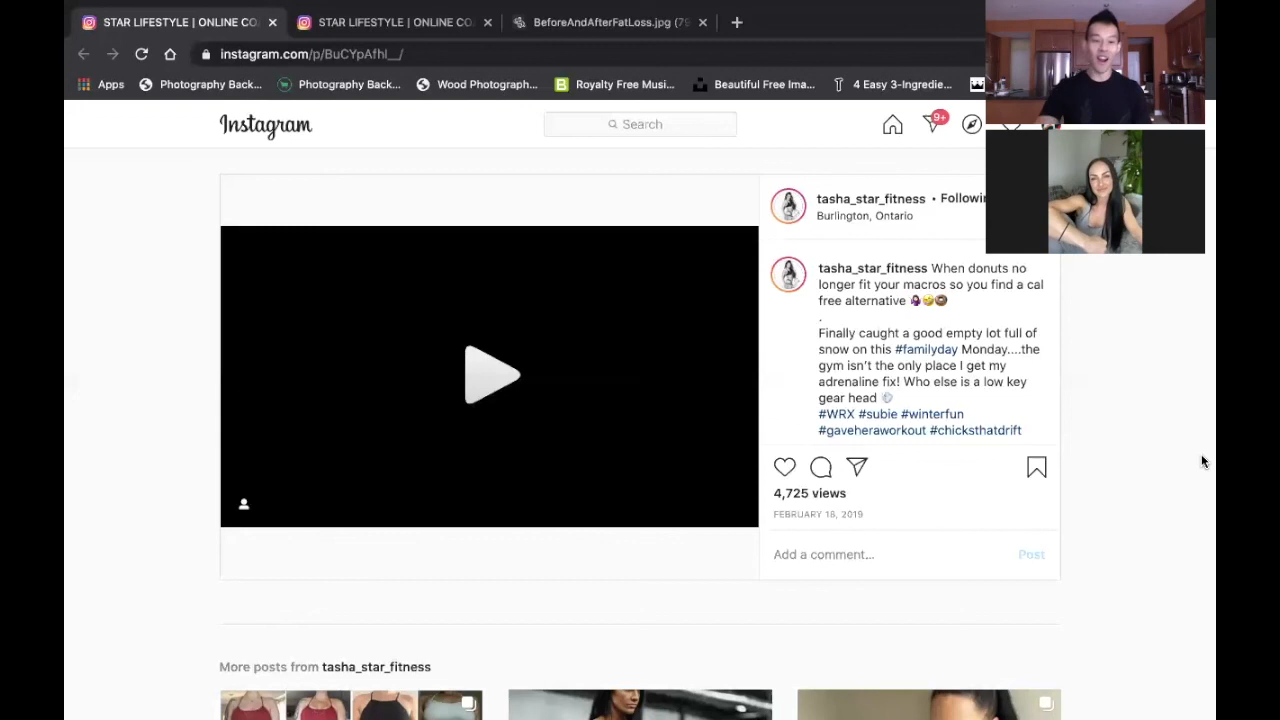 STAR LIFESTYLE | ONLINE CO
STAR LIFESTYLE | ONLINE CO
BeforeAndAfterFatLoss.jpg (79
instagram.com/p/BuCYpAfhl__/
Apps
Photography Back...
Photography Back...
Wood Photograph...
Royalty Free Musi...
Beautiful Free Ima...
4 Easy 3-Ingredie...
Instagram
Search
9+
tasha_star_fitness • Followin
Burlington, Ontario
tasha_star_fitness When donuts no
longer fit your macros so you find a cal
free alternative 🤷🏻‍♀️🤣🍩
.
Finally caught a good empty lot full of
snow on this #familyday Monday....the
gym isn't the only place I get my
adrenaline fix! Who else is a low key
gear head 💨
#WRX #subie #winterfun
#gaveheraworkout #chicksthatdrift
4,725 views
FEBRUARY 18, 2019
Add a comment...
Post
More posts from tasha_star_fitness